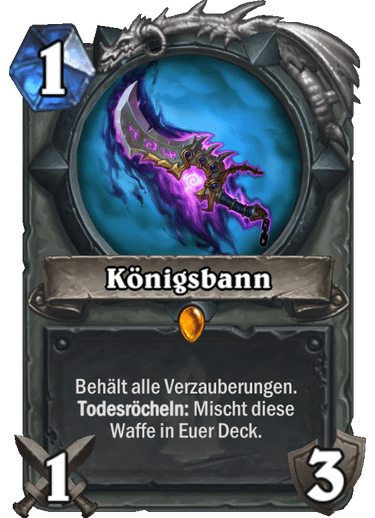 1
Königsbann
Behält alle Verzauberungen.
Todesröcheln: Mischt diese
Waffe in Euer Deck.
1
3